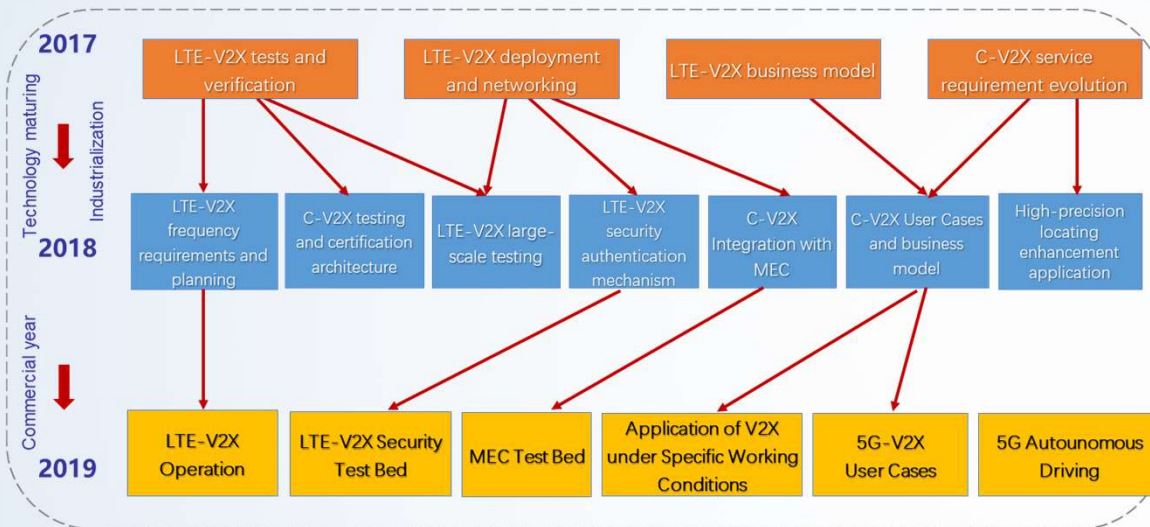 2017
LTE-V2X tests and
verification
LTE-V2X deployment
and networking
LTE-V2X business model
C-V2X service
requirement evolution
Technology maturing
Industrialization
2018
LTE-V2X
frequency
requirements and
planning
C-V2X testing
and certification
architecture
LTE-V2X large-
scale testing
LTE-V2X
security
authentication
mechanism
C-V2X
Integration with
MEC
C-V2X User Cases
and business
model
High-precision
locating
enhancement
application
Commercial year
2019
LTE-V2X
Operation
LTE-V2X Security
Test Bed
MEC Test Bed
Application of V2X
under Specific Working
Conditions
5G-V2X
User Cases
5G Autounomous
Driving